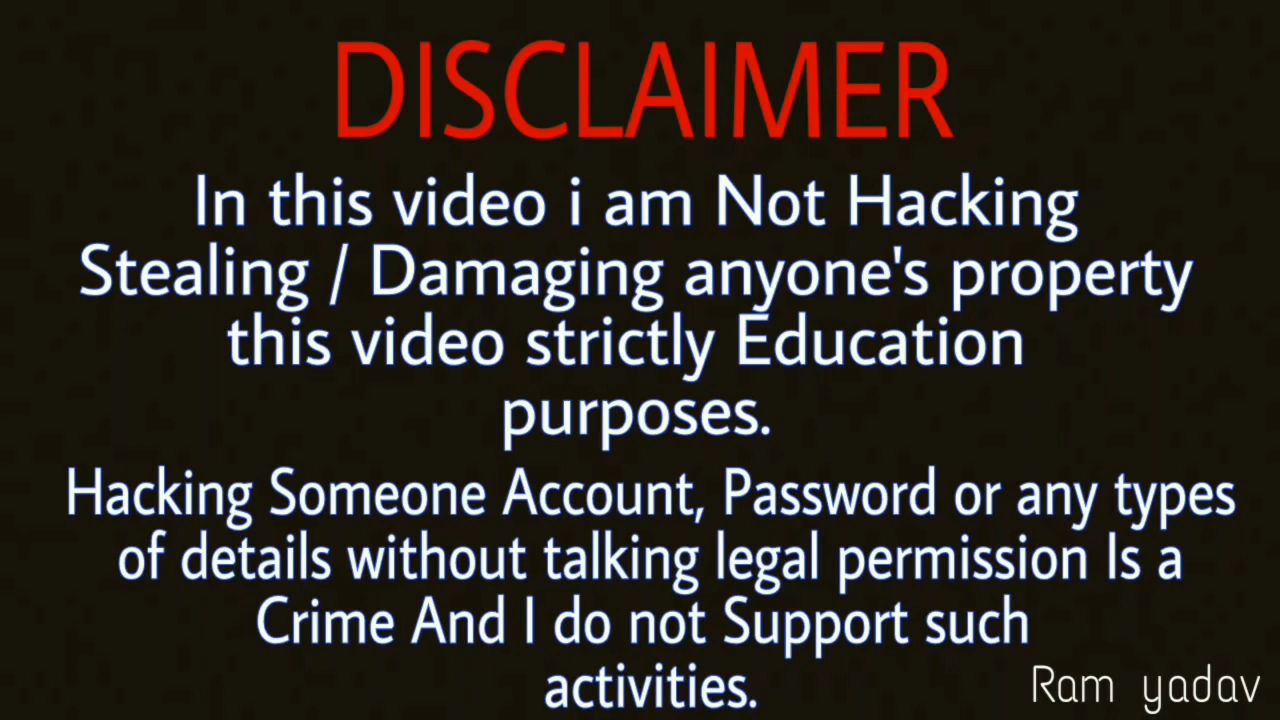 DISCLAIMER
In this video i am Not Hacking
Stealing / Damaging anyone's property
this video strictly Education
purposes.
Hacking Someone Account, Password or any types
of details without talking legal permission Is a
Crime And I do not Support such
activities.
Ram yadav